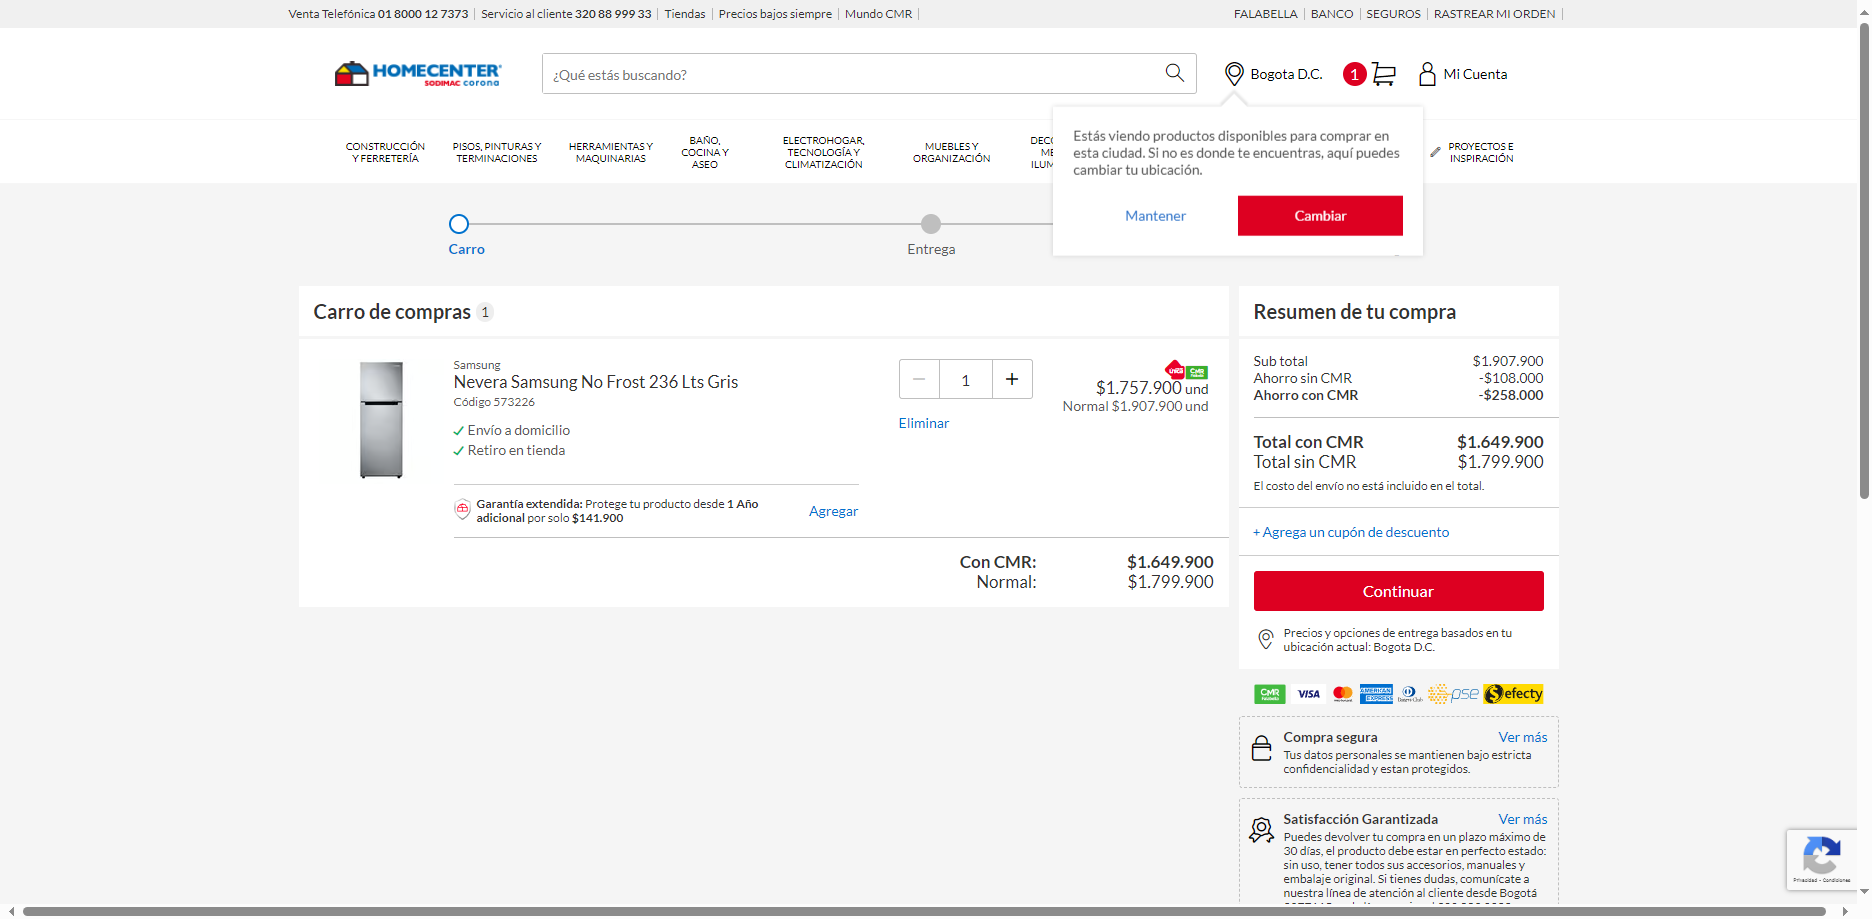 Venta Telefónica 01 8000 12 7373 Servicio al cliente 320 88 999 33 Tiendas Precios bajos siempre Mundo CMR
FALABELLA BANCO SEGUROS RASTREAR MI ORDEN
HOMECENTER
SODIMAC corona
¿Qué estás buscando?
Bogota D.C.
1
Mi Cuenta
CONSTRUCCIÓN
Y FERRETERÍA
PISOS, PINTURAS Y
TERMINACIONES
HERRAMIENTAS Y
MAQUINARIAS
BAÑO,
COCINA Y
ASEO
ELECTROHOGAR,
TECNOLOGÍA Y
CLIMATIZACIÓN
MUEBLES Y
ORGANIZACIÓN
PROYECTOS E
INSPIRACIÓN
Estás viendo productos disponibles para comprar en
esta ciudad. Si no es donde te encuentras, aquí puedes
cambiar tu ubicación.
Mantener
Cambiar
Carro
Entrega
Carro de compras 1
Samsung
Nevera Samsung No Frost 236 Lts Gris
Código 573226
Envío a domicilio
Retiro en tienda
Garantía extendida: Protege tu producto desde 1 Año
adicional por solo $141.900
Agregar
1
Eliminar
CMR
$1.757.900 und
Normal $1.907.900 und
Con CMR: $1.649.900
Normal: $1.799.900
Resumen de tu compra
Sub total $1.907.900
Ahorro sin CMR -$108.000
Ahorro con CMR -$258.000
Total con CMR $1.649.900
Total sin CMR $1.799.900
El costo del envío no está incluido en el total.
+ Agrega un cupón de descuento
Continuar
Precios y opciones de entrega basados en tu
ubicación actual: Bogota D.C.
CMR VISA AMERICAN EXPRESS pse efecty
Compra segura Ver más
Tus datos personales se mantienen bajo estricta
confidencialidad y estan protegidos.
Satisfacción Garantizada Ver más
Puedes devolver tu compra en un plazo máximo de
30 días, el producto debe estar en perfecto estado:
sin uso, tener todos sus accesorios, manuales y
embalaje original. Si tienes dudas, comunícate a
nuestra línea de atención al cliente desde Bogotá
Privacidad - Condiciones